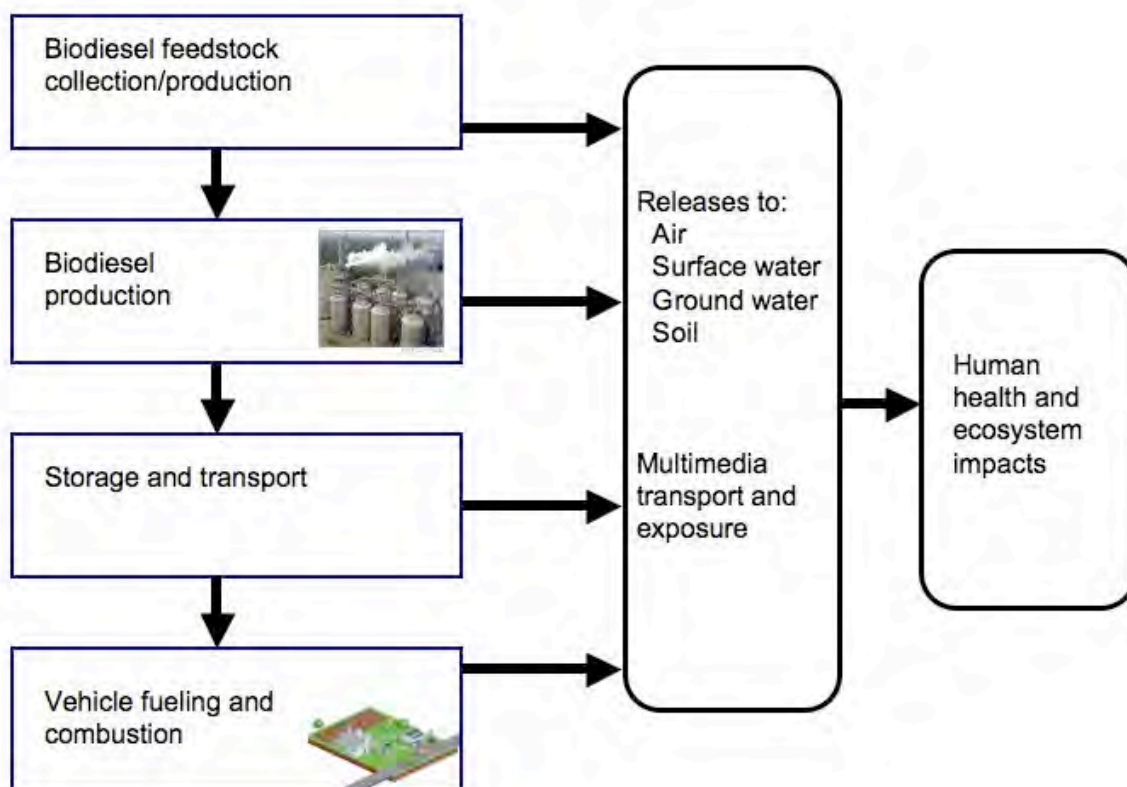 Biodiesel feedstock
collection/production
Biodiesel
production
Storage and transport
Vehicle fueling and
combustion
Releases to:
Air
Surface water
Ground water
Soil
Multimedia
transport and
exposure
Human
health and
ecosystem
impacts